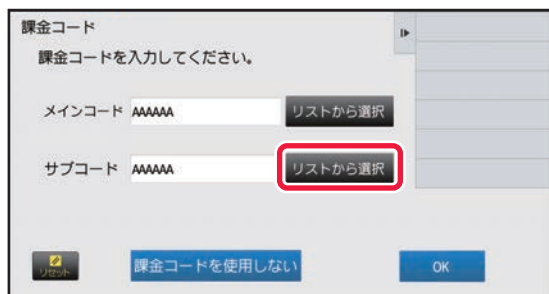 課金コード
課金コードを入力してください。
メインコード AAAAAA リストから選択
サブコード AAAAAA リストから選択
リセット 課金コードを使用しない OK